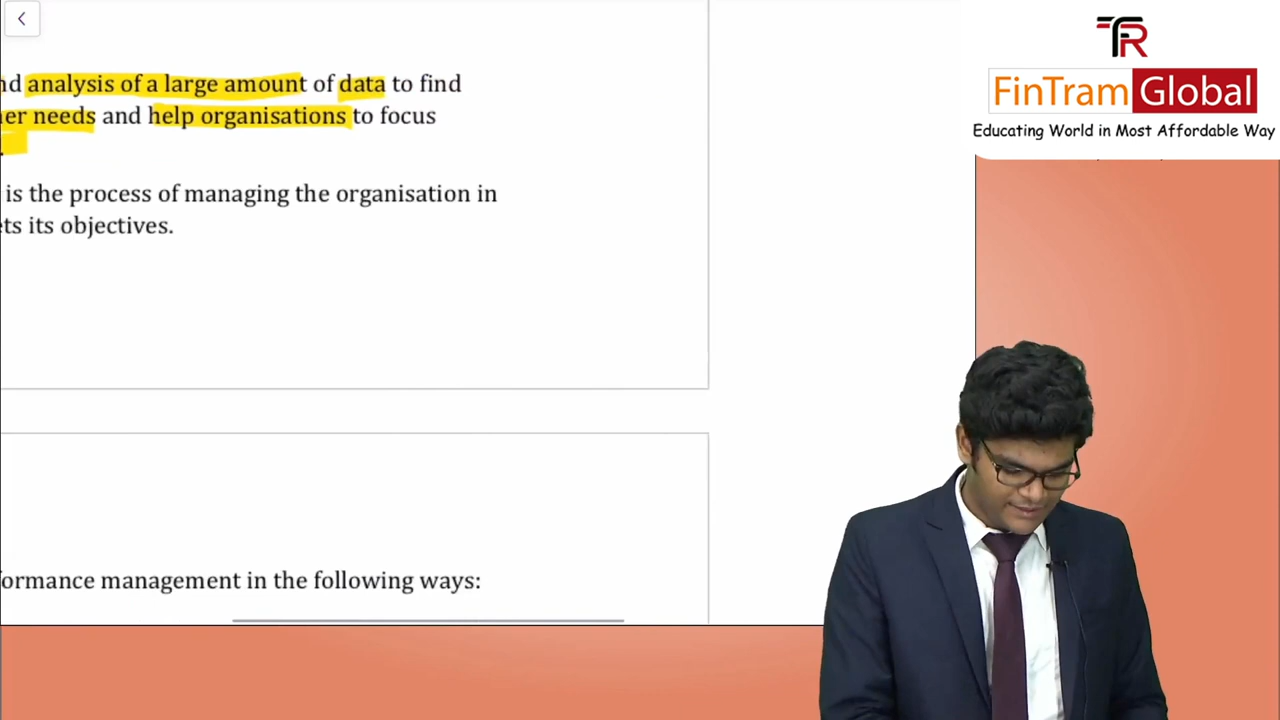 nd analysis of a large amount of data to find
er needs and help organisations to focus
is the process of managing the organisation in
ts its objectives.
formance management in the following ways:
TR
FinTram Global
Educating World in Most Affordable Way